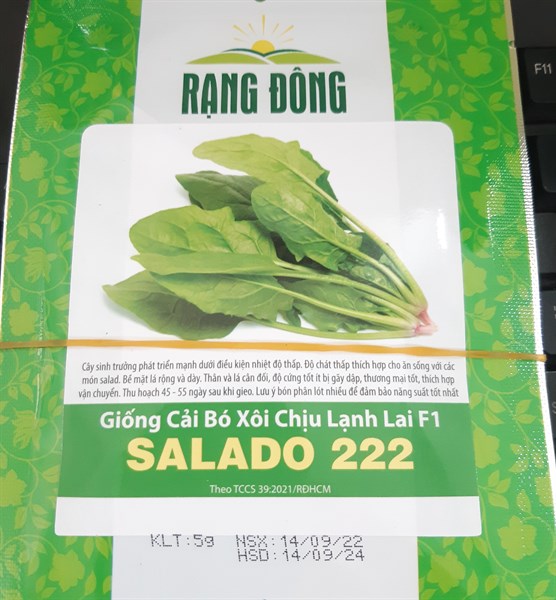 RẠNG ĐÔNG
F11
Cây sinh trưởng phát triển mạnh dưới điều kiện nhiệt độ thấp. Độ chát thấp thích hợp cho ăn sống với các
món salad. Bề mặt lá rộng và dày. Thân và lá cân đối, độ cứng tốt ít bị gãy dập, thương mại tốt, thích hợp
vận chuyển. Thu hoạch 45 - 55 ngày sau khi gieo. Lưu ý bón phân lót nhiều để đảm bảo năng suất tốt nhất
Giống Cải Bó Xôi Chịu Lạnh Lai F1
SALADO 222
Theo TCCS 39:2021/RĐHCM
KLT:5g NSX:14/09/22
HSD:14/09/24